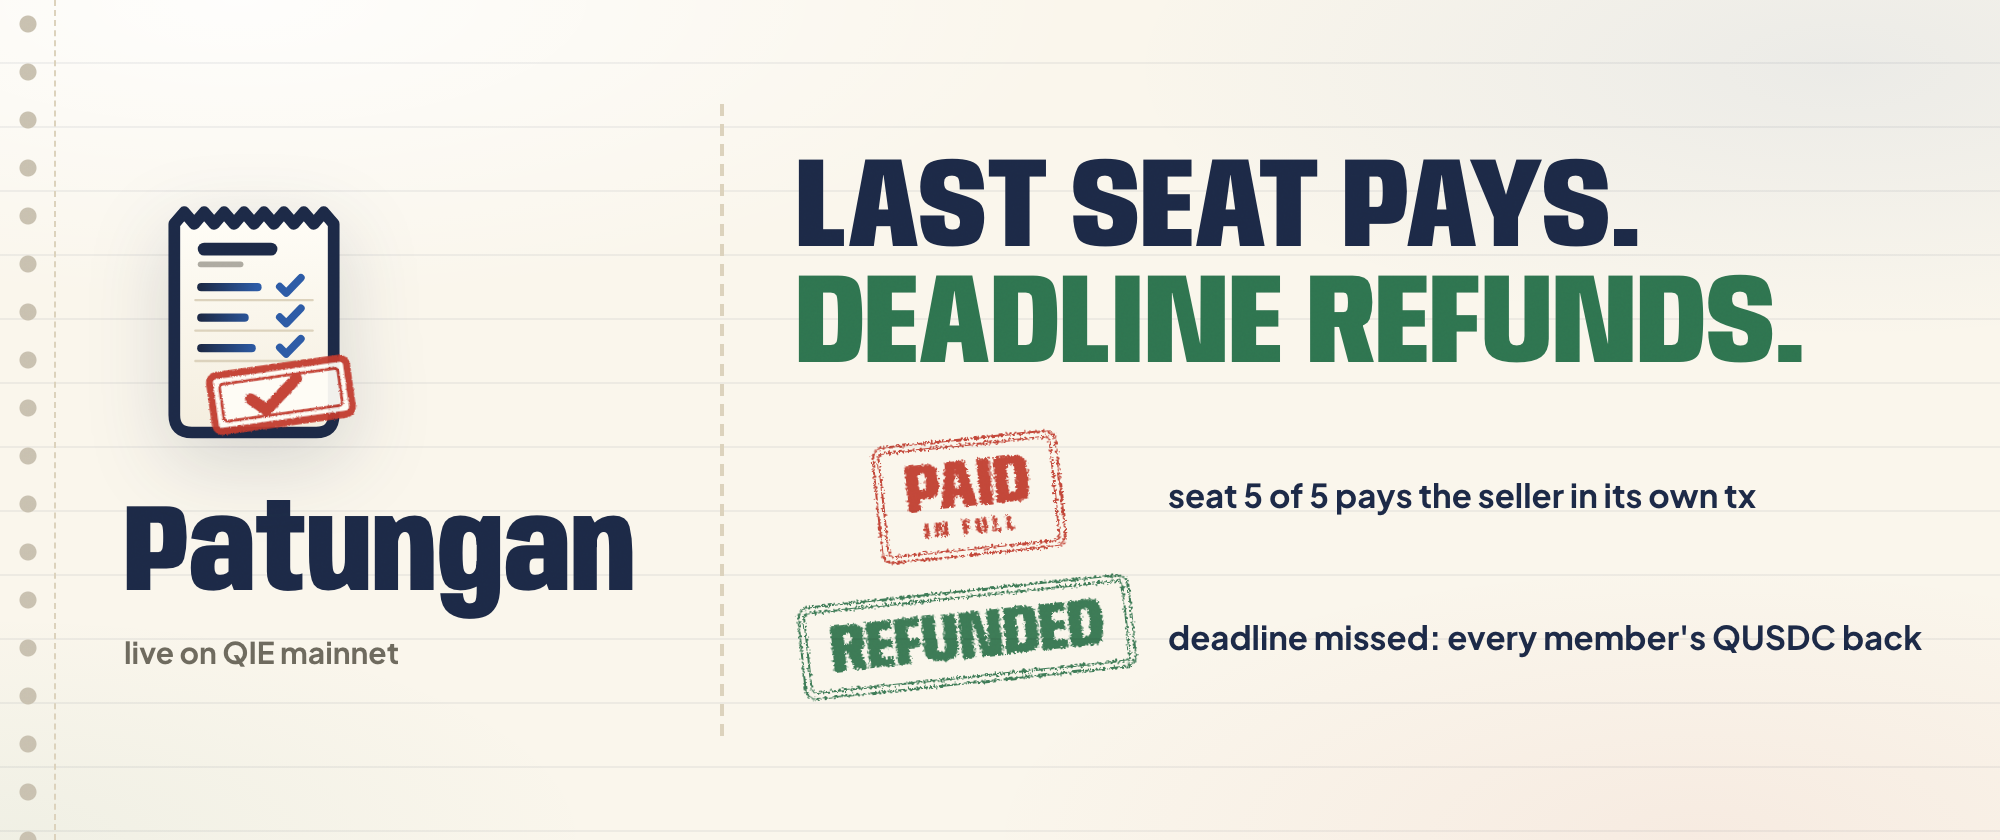 Patungan
live on QIE mainnet
LAST SEAT PAYS.
DEADLINE REFUNDS.
PAID
IN FULL
seat 5 of 5 pays the seller in its own tx
REFUNDED
deadline missed: every member's QUSDC back